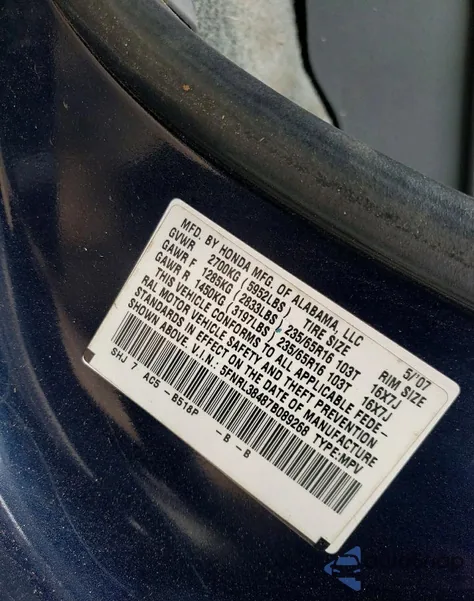 MFD. BY HONDA MFG. OF ALABAMA, LLC 5/07
GVWR 2700KG (5952LBS) TIRE SIZE RIM SIZE
GAWR F 1285KG (2833LBS) 235/65R16 103T 16X7J
GAWR R 1450KG (3197LBS) 235/65R16 103T 16X7J
THIS VEHICLE CONFORMS TO ALL APPLICABLE FEDE-
RAL MOTOR VEHICLE SAFETY AND THEFT PREVENTION
STANDARDS IN EFFECT ON THE DATE OF MANUFACTURE
SHOWN ABOVE. V.I.N.: 5FNRL38487B089268 TYPE:MPV
SHJ 7 AC5 -B518P -B -B